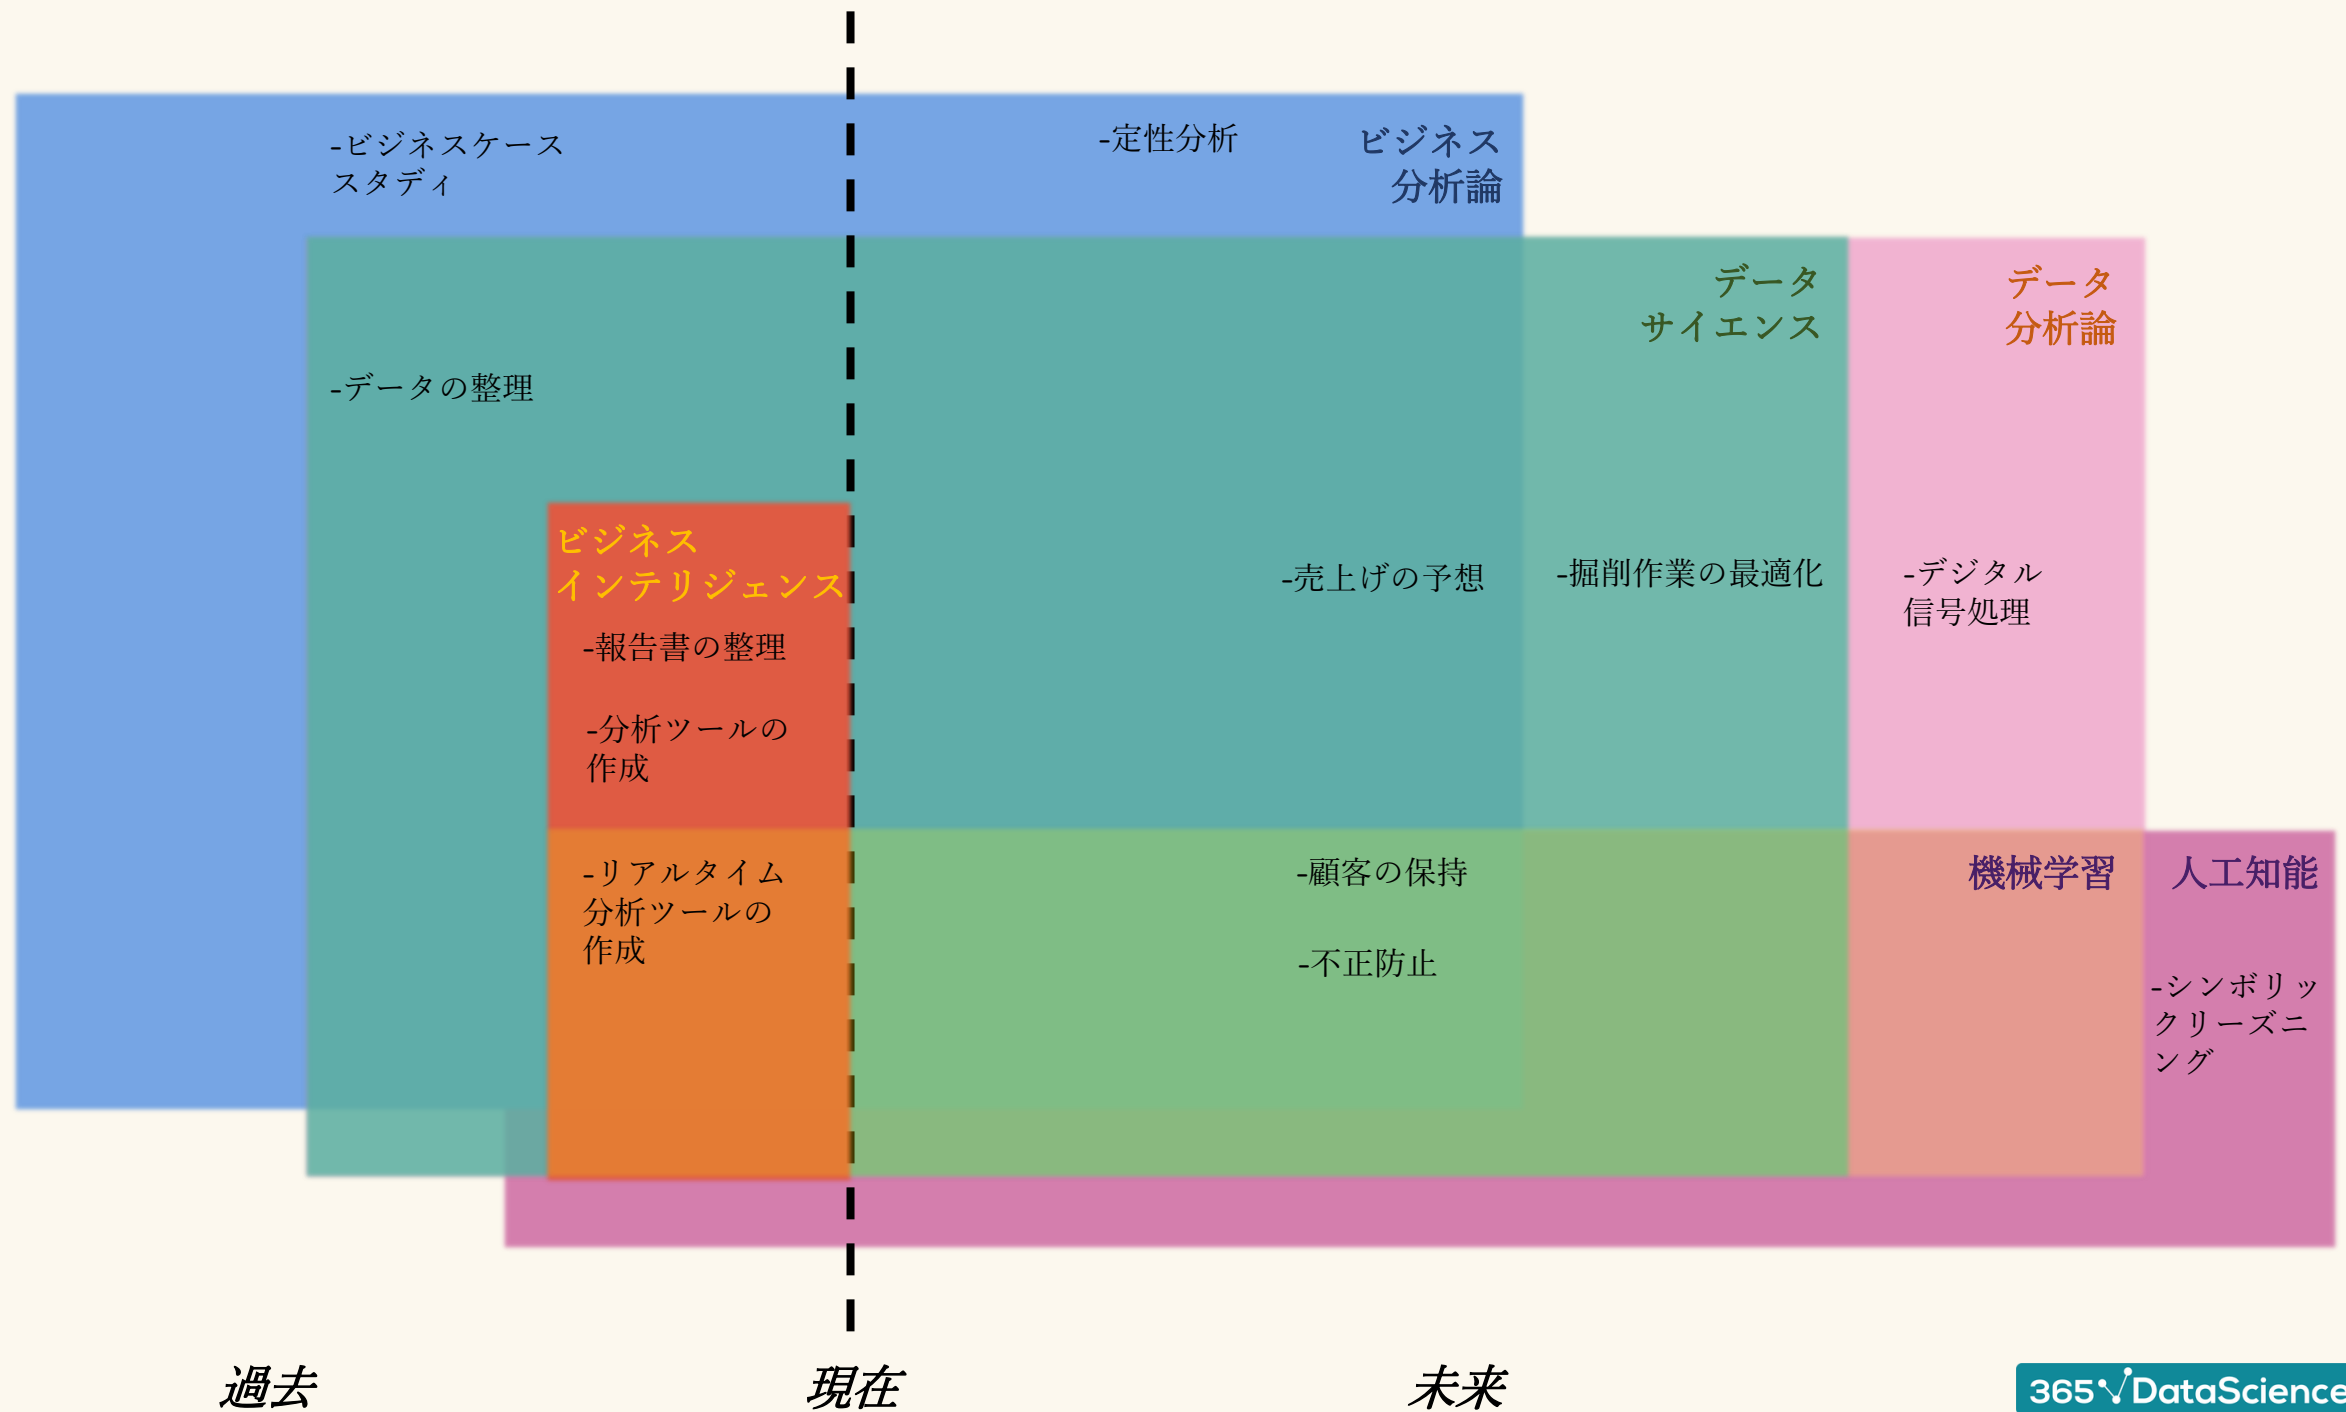 -ビジネスケース
スタディ
-定性分析
ビジネス
分析論
データ
サイエンス
データ
分析論
-データの整理
ビジネス
インテリジェンス
-報告書の整理
-分析ツールの
作成
-売上げの予想
-掘削作業の最適化
-デジタル
信号処理
-リアルタイム
分析ツールの
作成
-顧客の保持
-不正防止
機械学習
人工知能
-シンボリッ
クリーズニ
ング
過去
現在
未来
365 DataScience